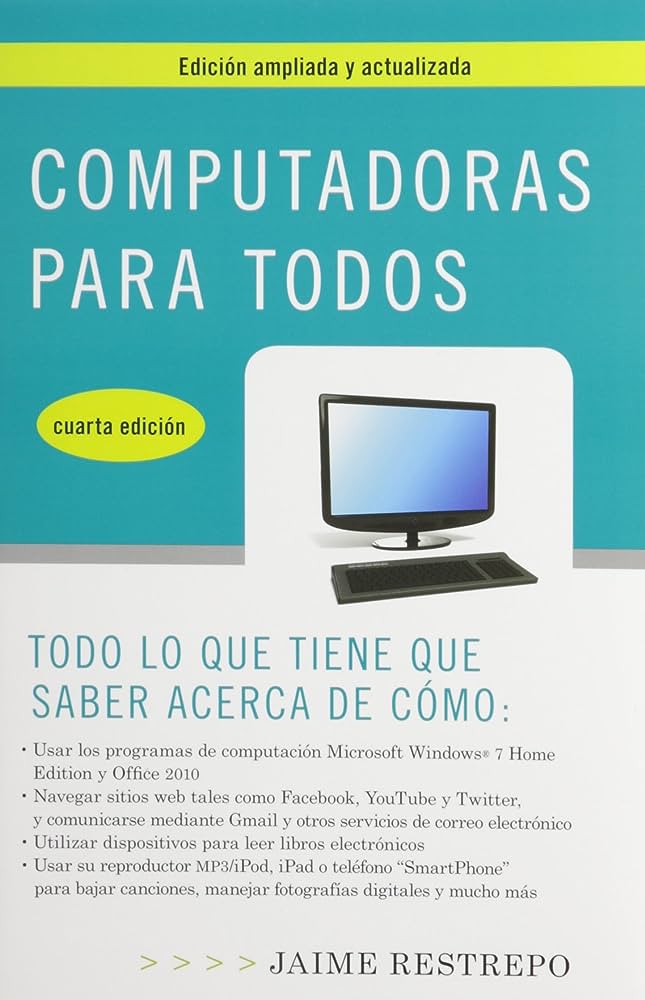 Edición ampliada y actualizada
COMPUTADORAS
PARA TODOS
cuarta edición
TODO LO QUE TIENE QUE
SABER ACERCA DE CÓMO:
• Usar los programas de computación Microsoft Windows® 7 Home
Edition y Office 2010
• Navegar sitios web tales como Facebook, YouTube y Twitter,
y comunicarse mediante Gmail y otros servicios de correo electrónico
• Utilizar dispositivos para leer libros electrónicos
• Usar su reproductor MP3/iPod, iPad o teléfono “SmartPhone”
para bajar canciones, manejar fotografías digitales y mucho más
> > > > JAIME RESTREPO